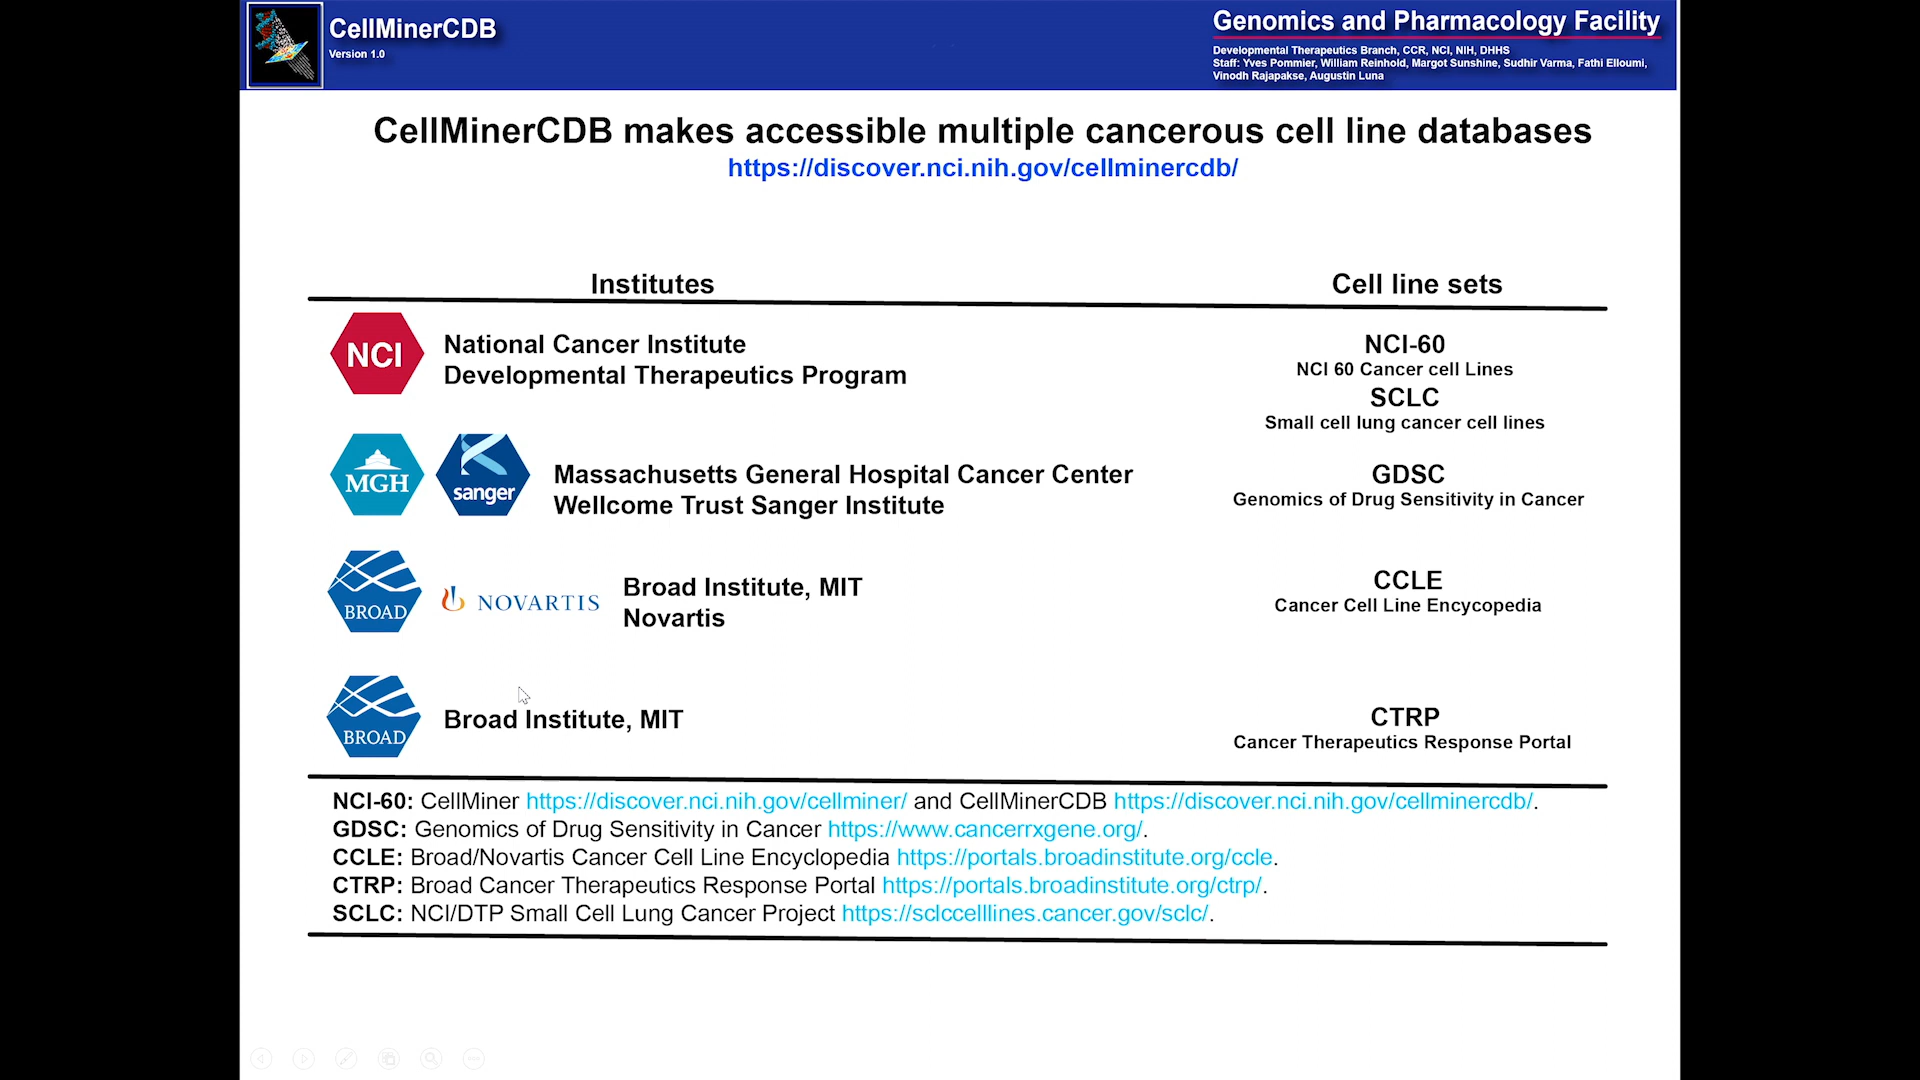 CellMinerCDB
Version 1.0
Genomics and Pharmacology Facility
Developmental Therapeutics Branch, CCR, NCI, NIH, DHHS
Staff: Yves Pommier, William Reinhold, Margot Sunshine, Sudhir Varma, Fathi Elloumi,
Vinodh Rajapakse, Augustin Luna
CellMinerCDB makes accessible multiple cancerous cell line databases
https://discover.nci.nih.gov/cellminercdb/
Institutes
Cell line sets
NCI
National Cancer Institute
Developmental Therapeutics Program
NCI-60
NCI 60 Cancer cell Lines
SCLC
Small cell lung cancer cell lines
MGH
sanger
Massachusetts General Hospital Cancer Center
Wellcome Trust Sanger Institute
GDSC
Genomics of Drug Sensitivity in Cancer
BROAD
NOVARTIS
Broad Institute, MIT
Novartis
CCLE
Cancer Cell Line Encycopedia
BROAD
Broad Institute, MIT
CTRP
Cancer Therapeutics Response Portal
NCI-60: CellMiner https://discover.nci.nih.gov/cellminer/ and CellMinerCDB https://discover.nci.nih.gov/cellminercdb/.
GDSC: Genomics of Drug Sensitivity in Cancer https://www.cancerrxgene.org/.
CCLE: Broad/Novartis Cancer Cell Line Encyclopedia https://portals.broadinstitute.org/ccle.
CTRP: Broad Cancer Therapeutics Response Portal https://portals.broadinstitute.org/ctrp/.
SCLC: NCI/DTP Small Cell Lung Cancer Project https://sclccelllines.cancer.gov/sclc/.